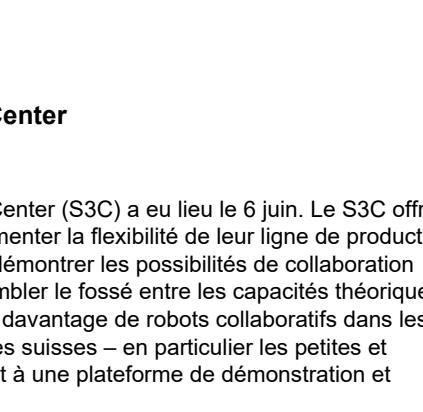 Center
Center (S3C) a eu lieu le 6 juin. Le S3C offr
menter la flexibilité de leur ligne de product
démontrer les possibilités de collaboration
mbler le fossé entre les capacités théorique
davantage de robots collaboratifs dans les
es suisses – en particulier les petites et
t à une plateforme de démonstration et